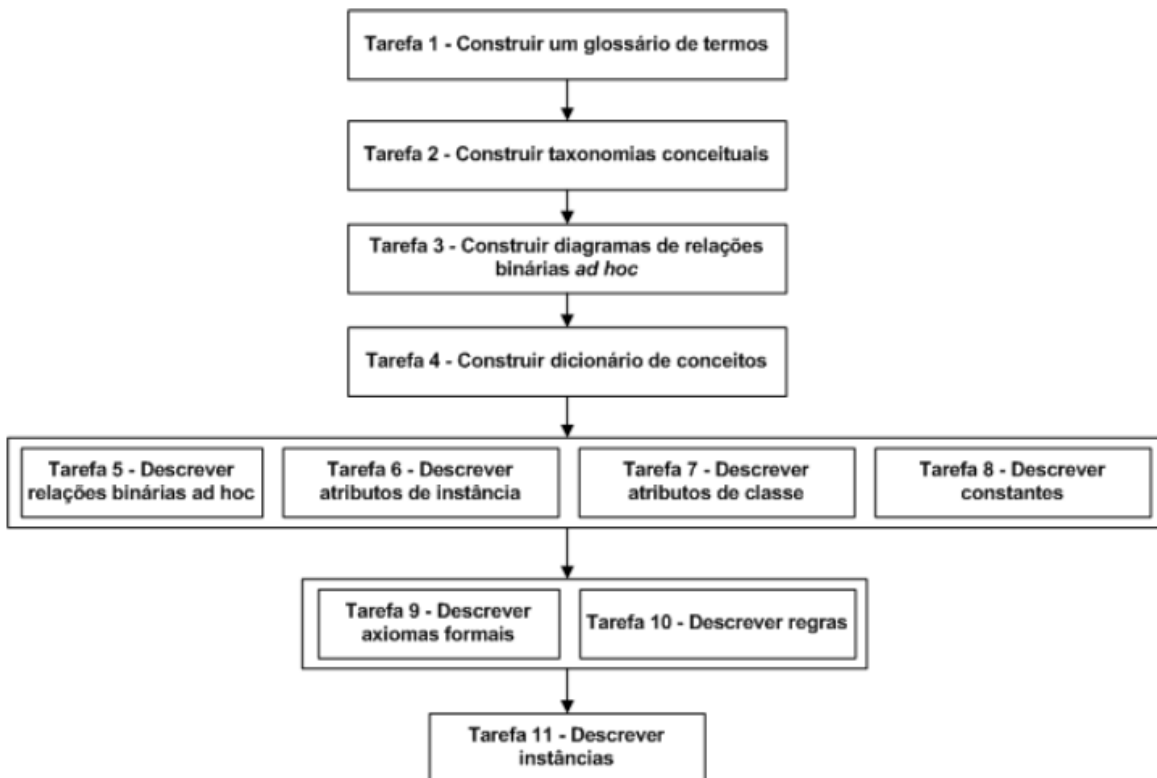 Tarefa 1 - Construir um glossário de termos
Tarefa 2 - Construir taxonomias conceituais
Tarefa 3 - Construir diagramas de relações
binárias ad hoc
Tarefa 4 - Construir dicionário de conceitos
Tarefa 5 - Descrever
relações binárias ad hoc
Tarefa 6 - Descrever
atributos de instância
Tarefa 7 - Descrever
atributos de classe
Tarefa 8 - Descrever
constantes
Tarefa 9 - Descrever
axiomas formais
Tarefa 10 - Descrever regras
Tarefa 11 - Descrever
instâncias